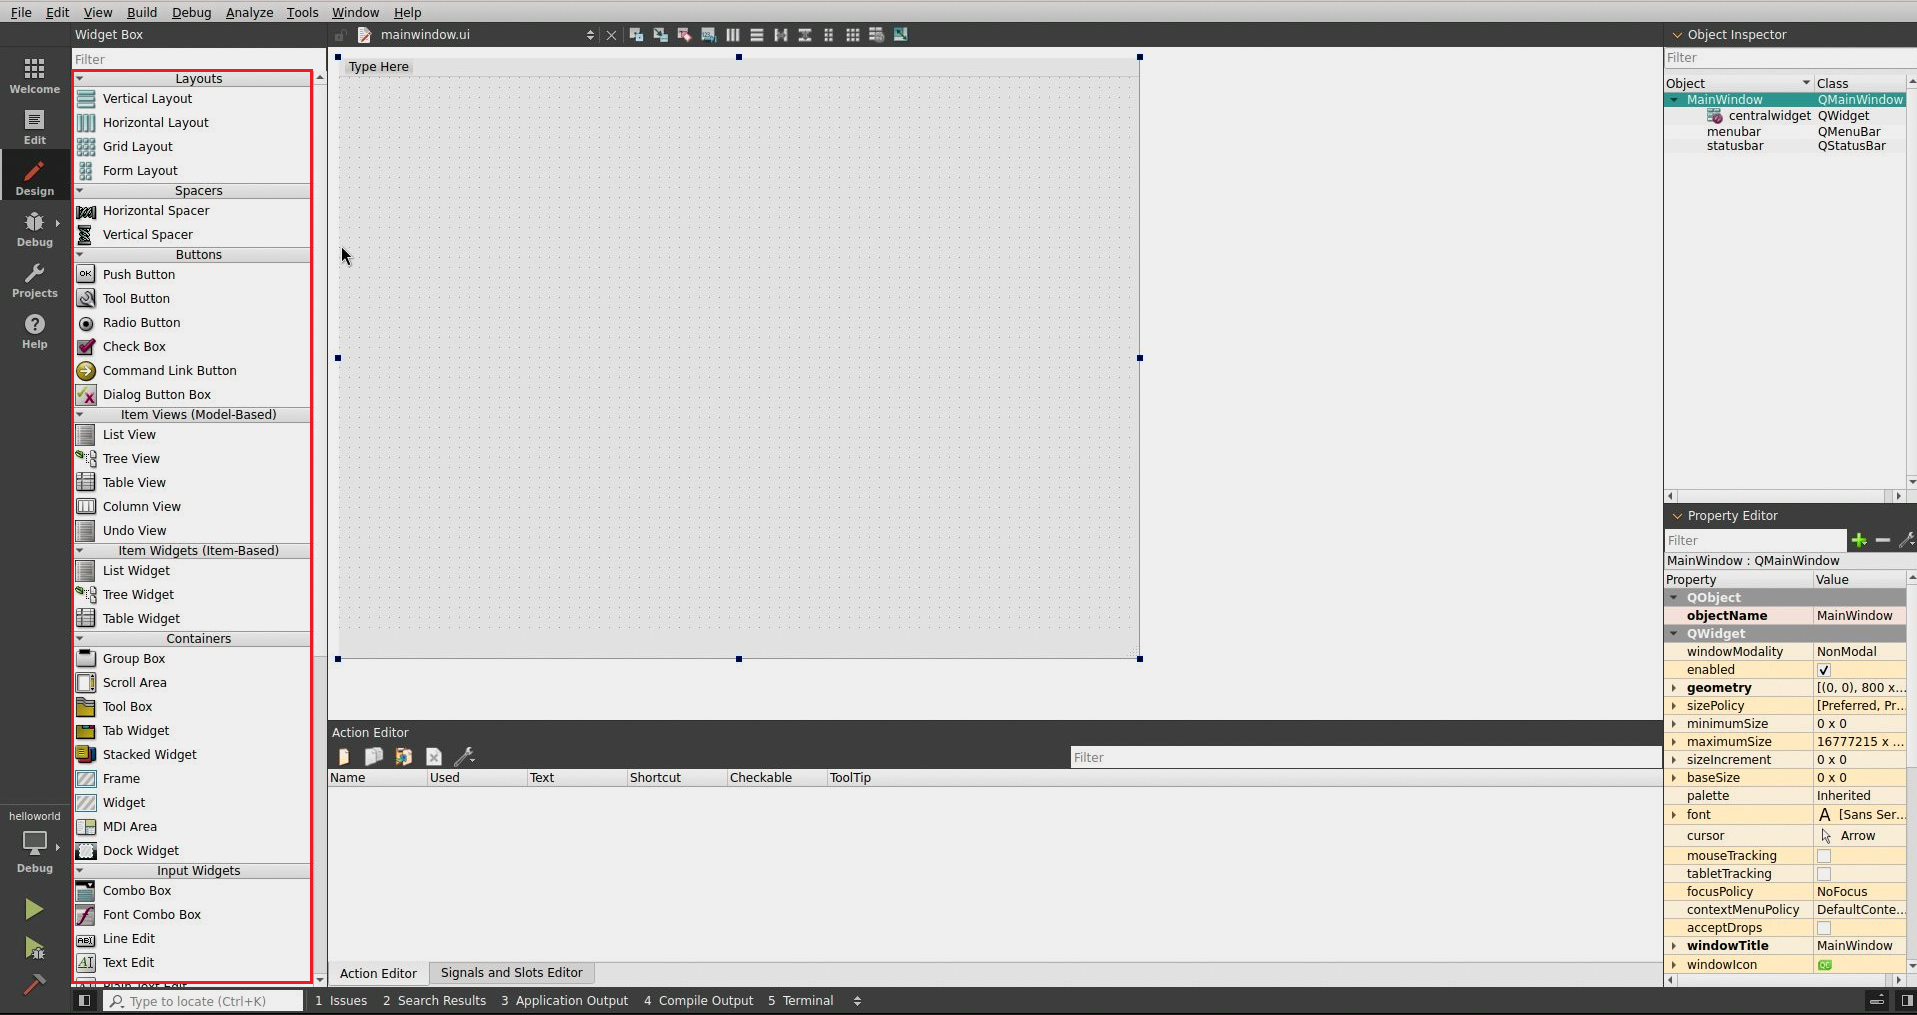 File Edit View Build Debug Analyze Tools Window Help
Widget Box
mainwindow.ui
Object Inspector
Filter
Filter
Welcome
Edit
Design
Debug
Projects
Help
helloworld
Debug
Layouts
Vertical Layout
Horizontal Layout
Grid Layout
Form Layout
Spacers
Horizontal Spacer
Vertical Spacer
Buttons
Push Button
Tool Button
Radio Button
Check Box
Command Link Button
Dialog Button Box
Item Views (Model-Based)
List View
Tree View
Table View
Column View
Undo View
Item Widgets (Item-Based)
List Widget
Tree Widget
Table Widget
Containers
Group Box
Scroll Area
Tool Box
Tab Widget
Stacked Widget
Frame
Widget
MDI Area
Dock Widget
Input Widgets
Combo Box
Font Combo Box
Line Edit
Text Edit
Plain Text Edit
Type Here
Action Editor
Filter
Name Used Text Shortcut Checkable ToolTip
Action Editor Signals and Slots Editor
Object Class
MainWindow QMainWindow
centralwidget QWidget
menubar QMenuBar
statusbar QStatusBar
Property Editor
Filter
MainWindow : QMainWindow
Property Value
QObject
objectName MainWindow
QWidget
windowModality NonModal
enabled
geometry [(0, 0), 800 x...
sizePolicy [Preferred, Pr...
minimumSize 0 x 0
maximumSize 16777215 x ...
sizeIncrement 0 x 0
baseSize 0 x 0
palette Inherited
font A [Sans Ser...
cursor Arrow
mouseTracking
tabletTracking
focusPolicy NoFocus
contextMenuPolicy DefaultConte...
acceptDrops
windowTitle MainWindow
windowIcon
Type to locate (Ctrl+K) 1 Issues 2 Search Results 3 Application Output 4 Compile Output 5 Terminal